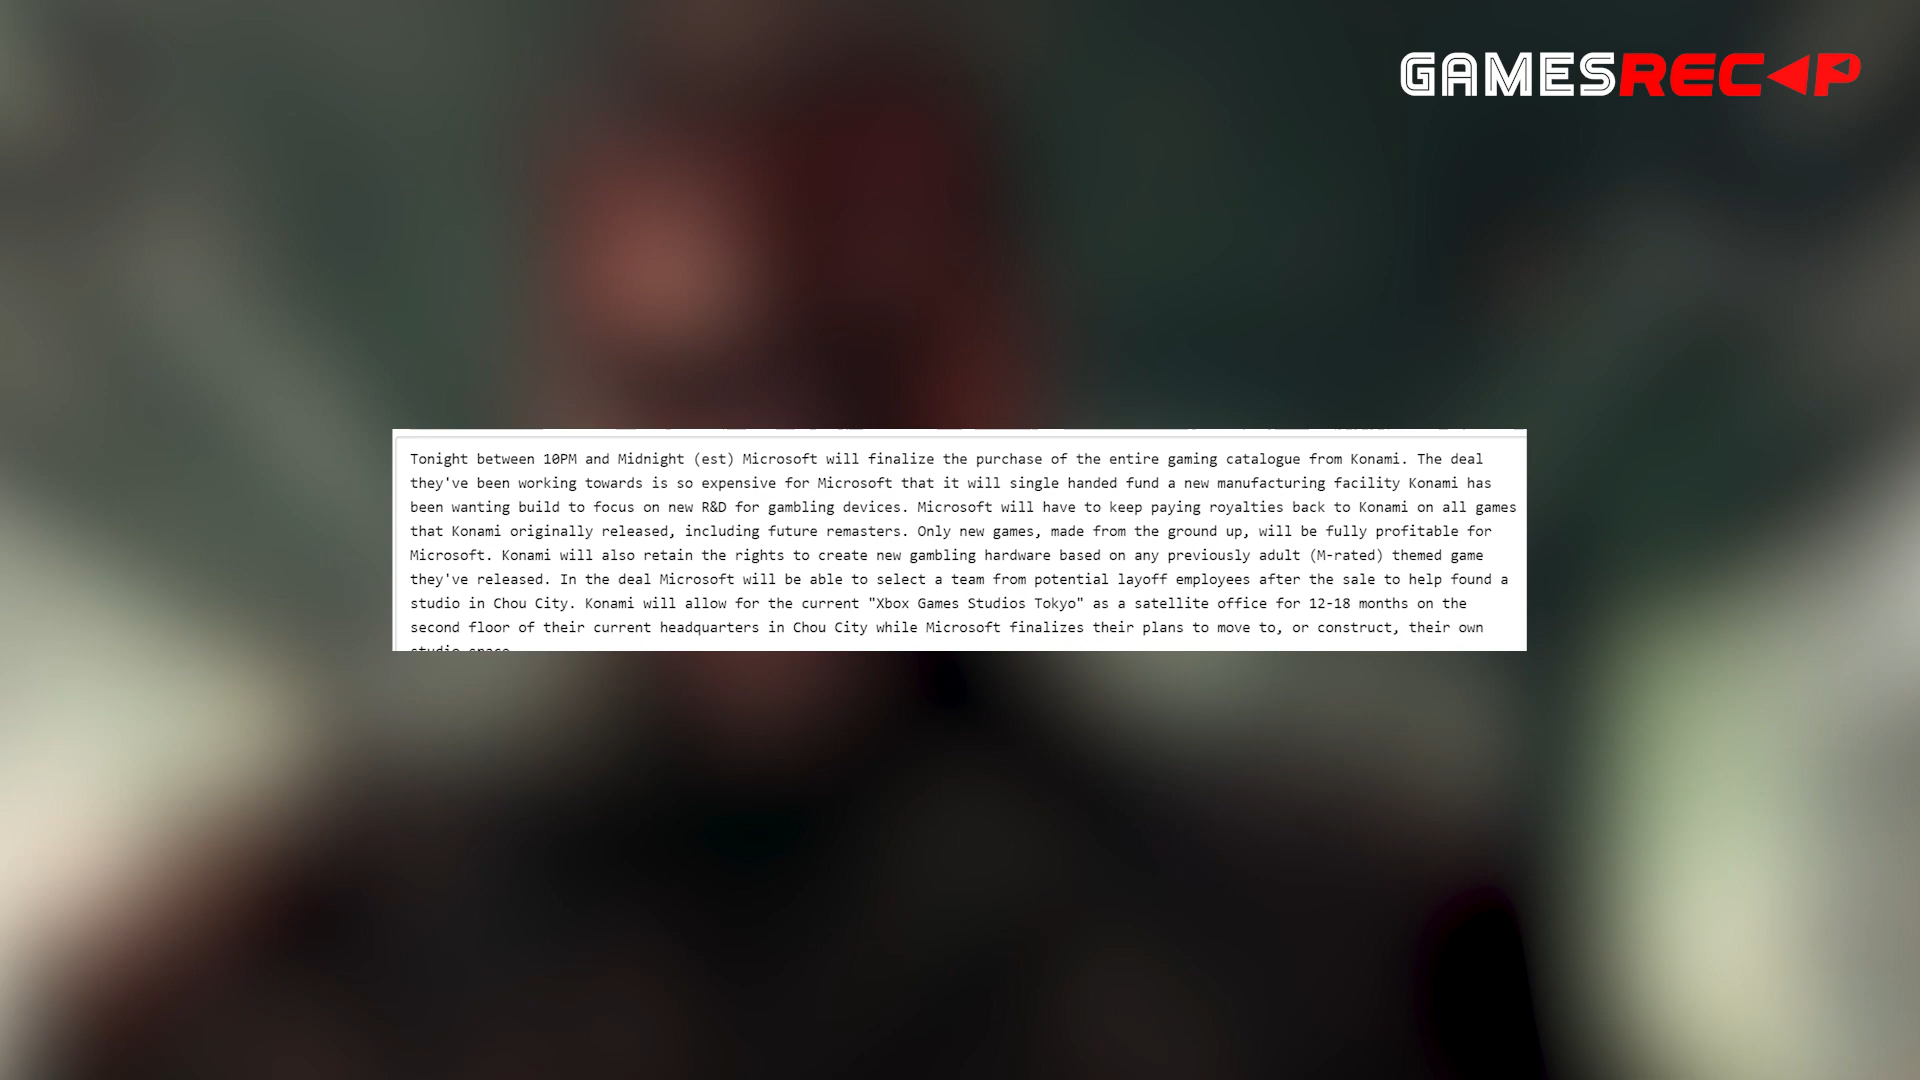 GAMESRECAP
Tonight between 10PM and Midnight (est) Microsoft will finalize the purchase of the entire gaming catalogue from Konami. The deal
they've been working towards is so expensive for Microsoft that it will single handed fund a new manufacturing facility Konami has
been wanting build to focus on new R&D for gambling devices. Microsoft will have to keep paying royalties back to Konami on all games
that Konami originally released, including future remasters. Only new games, made from the ground up, will be fully profitable for
Microsoft. Konami will also retain the rights to create new gambling hardware based on any previously adult (M-rated) themed game
they've released. In the deal Microsoft will be able to select a team from potential layoff employees after the sale to help found a
studio in Chou City. Konami will allow for the current "Xbox Games Studios Tokyo" as a satellite office for 12-18 months on the
second floor of their current headquarters in Chou City while Microsoft finalizes their plans to move to, or construct, their own
studio space